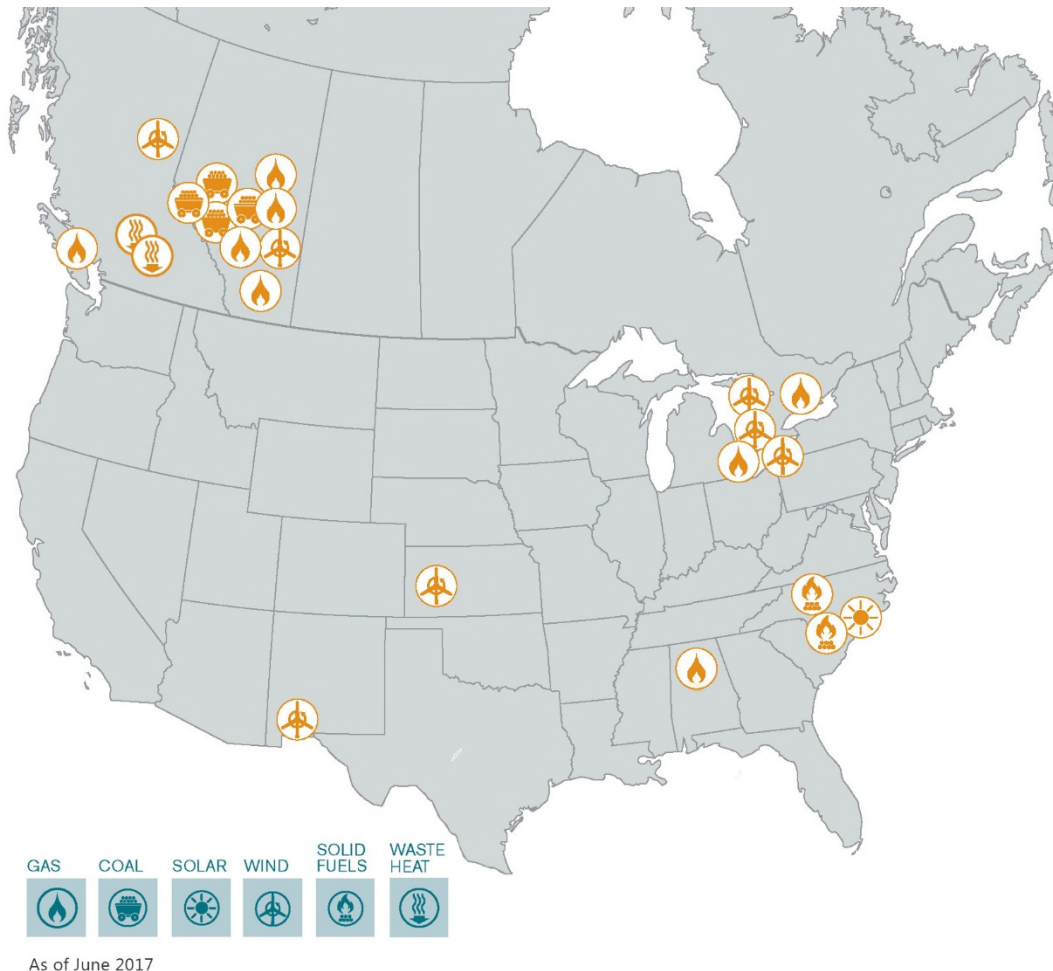 GAS
COAL
SOLAR
WIND
SOLID
FUELS
WASTE
HEAT
As of June 2017